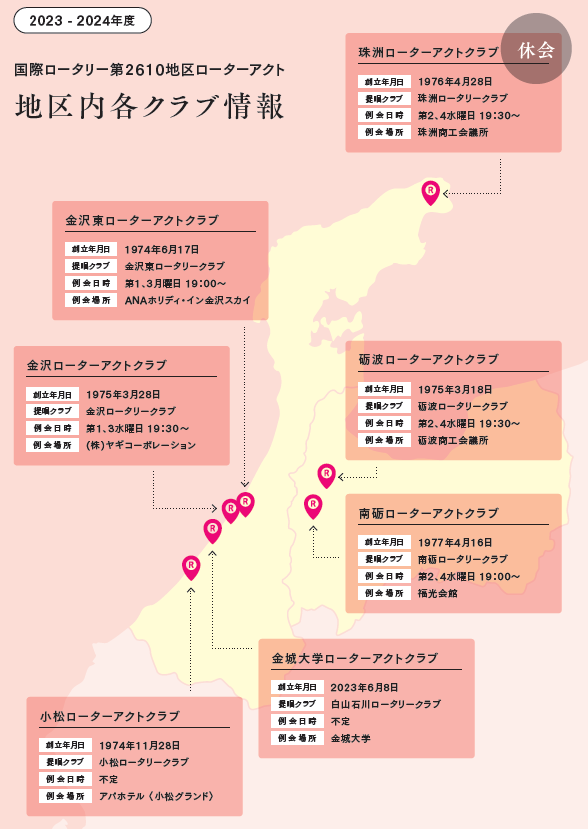 2023 - 2024年度
国際ロータリー第2610地区ローターアクト
地区内各クラブ情報
珠洲ローターアクトクラブ
休会
創立年月日 1976年4月28日
提唱クラブ 珠洲ロータリークラブ
例会日時 第2、4水曜日 19:30～
例会場所 珠洲商工会議所
R
金沢東ローターアクトクラブ
創立年月日 1974年6月17日
提唱クラブ 金沢東ロータリークラブ
例会日時 第1、3月曜日 19:00～
例会場所 ANAホリディ・イン金沢スカイ
金沢ローターアクトクラブ
創立年月日 1975年3月28日
提唱クラブ 金沢ロータリークラブ
例会日時 第1、3水曜日 19:30～
例会場所 (株)ヤギコーポレーション
砺波ローターアクトクラブ
創立年月日 1975年3月18日
提唱クラブ 砺波ロータリークラブ
例会日時 第2、4水曜日 19:30～
例会場所 砺波商工会議所
R
R
R
R
R
R
南砺ローターアクトクラブ
創立年月日 1977年4月16日
提唱クラブ 南砺ロータリークラブ
例会日時 第2、4水曜日 19:00～
例会場所 福光会館
金城大学ローターアクトクラブ
創立年月日 2023年6月8日
提唱クラブ 白山石川ロータリークラブ
例会日時 不定
例会場所 金城大学
小松ローターアクトクラブ
創立年月日 1974年11月28日
提唱クラブ 小松ロータリークラブ
例会日時 不定
例会場所 アパホテル〈小松グランド〉